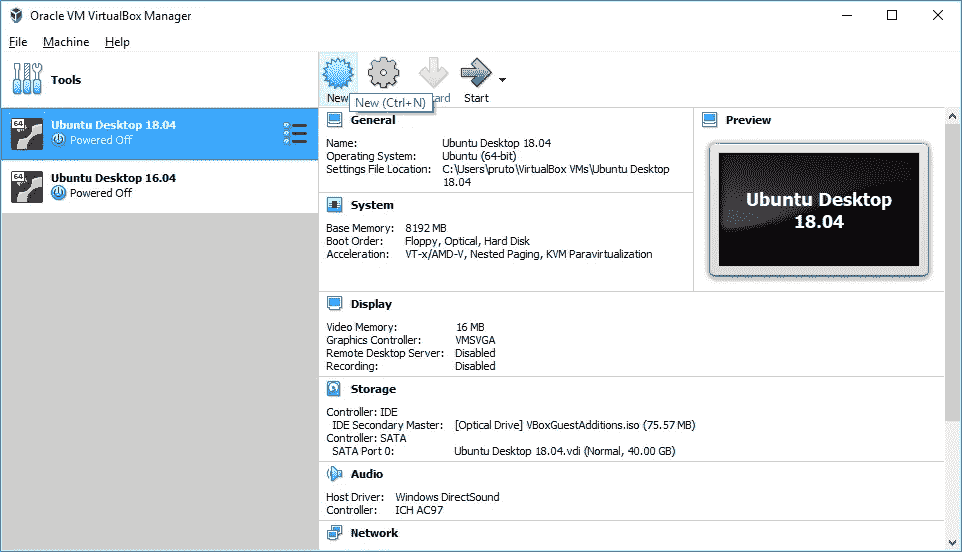 Oracle VM VirtualBox Manager
File Machine Help
Tools
New Start
New (Ctrl+N)
64
Ubuntu Desktop 18.04
Powered Off
64
Ubuntu Desktop 16.04
Powered Off
General
Name: Ubuntu Desktop 18.04
Operating System: Ubuntu (64-bit)
Settings File Location: C:\Users\pruto\VirtualBox VMs\Ubuntu Desktop
18.04
System
Base Memory: 8192 MB
Boot Order: Floppy, Optical, Hard Disk
Acceleration: VT-x/AMD-V, Nested Paging, KVM Paravirtualization
Preview
Ubuntu Desktop
18.04
Display
Video Memory: 16 MB
Graphics Controller: VMSVGA
Remote Desktop Server: Disabled
Recording: Disabled
Storage
Controller: IDE
IDE Secondary Master: [Optical Drive] VBoxGuestAdditions.iso (75.57 MB)
Controller: SATA
SATA Port 0: Ubuntu Desktop 18.04.vdi (Normal, 40.00 GB)
Audio
Host Driver: Windows DirectSound
Controller: ICH AC97
Network